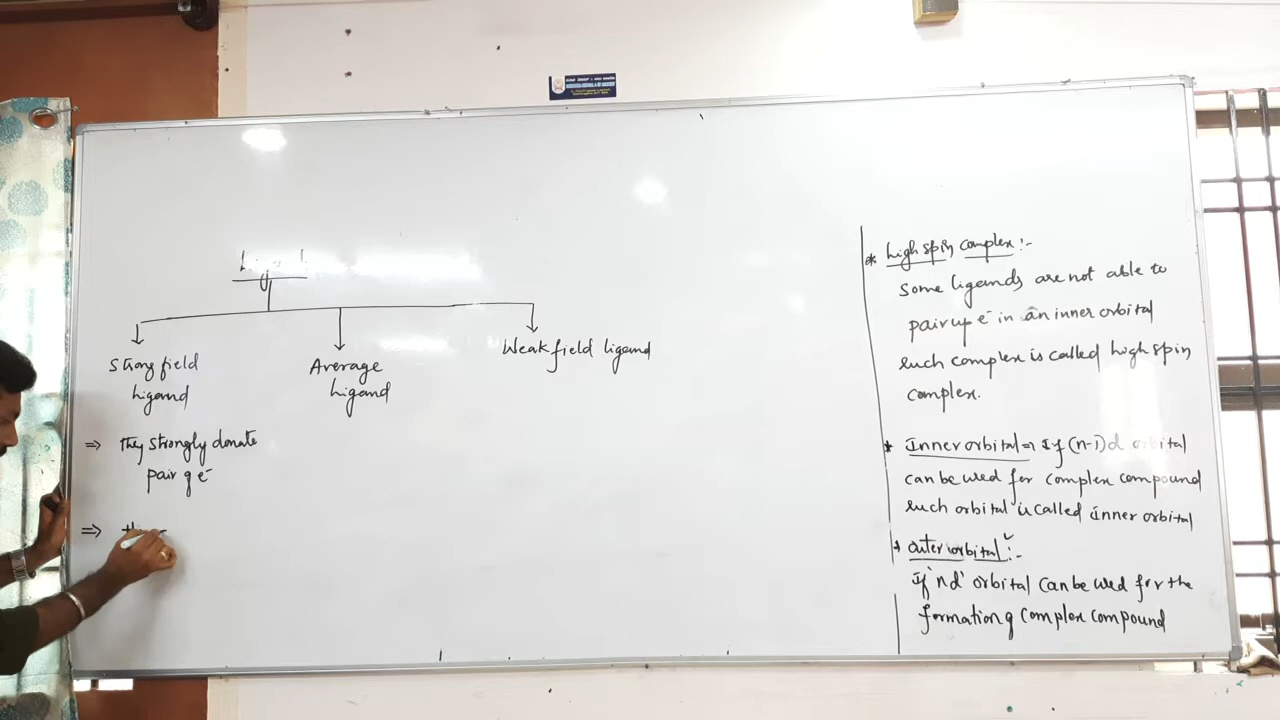 Strong field
ligand
Average
ligand
Weak field ligand
⇒ they strongly donate
pair of e⁻
⇒
* high spin complex :-
Some ligands are not able to
pair up e⁻ in an inner orbital
such complex is called high spin
complex.
* Inner orbital ⇒ If (n-1)d orbital
can be used for complex compound
such orbital is called inner orbital
* outer orbital :-
If 'nd' orbital can be used for the
formation of complex compound